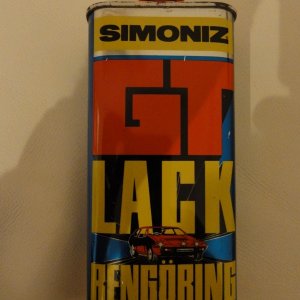 SIMONIZ
GT
LACK
RENGÖRING